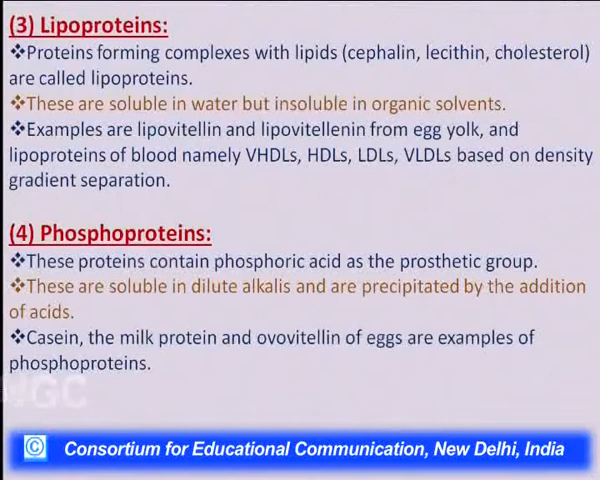 (3) Lipoproteins:
❖Proteins forming complexes with lipids (cephalin, lecithin, cholesterol)
are called lipoproteins.
❖These are soluble in water but insoluble in organic solvents.
❖Examples are lipovitellin and lipovitellenin from egg yolk, and
lipoproteins of blood namely VHDLs, HDLs, LDLs, VLDLs based on density
gradient separation.
(4) Phosphoproteins:
❖These proteins contain phosphoric acid as the prosthetic group.
❖These are soluble in dilute alkalis and are precipitated by the addition
of acids.
❖Casein, the milk protein and ovovitellin of eggs are examples of
phosphoproteins.
© Consortium for Educational Communication, New Delhi, India